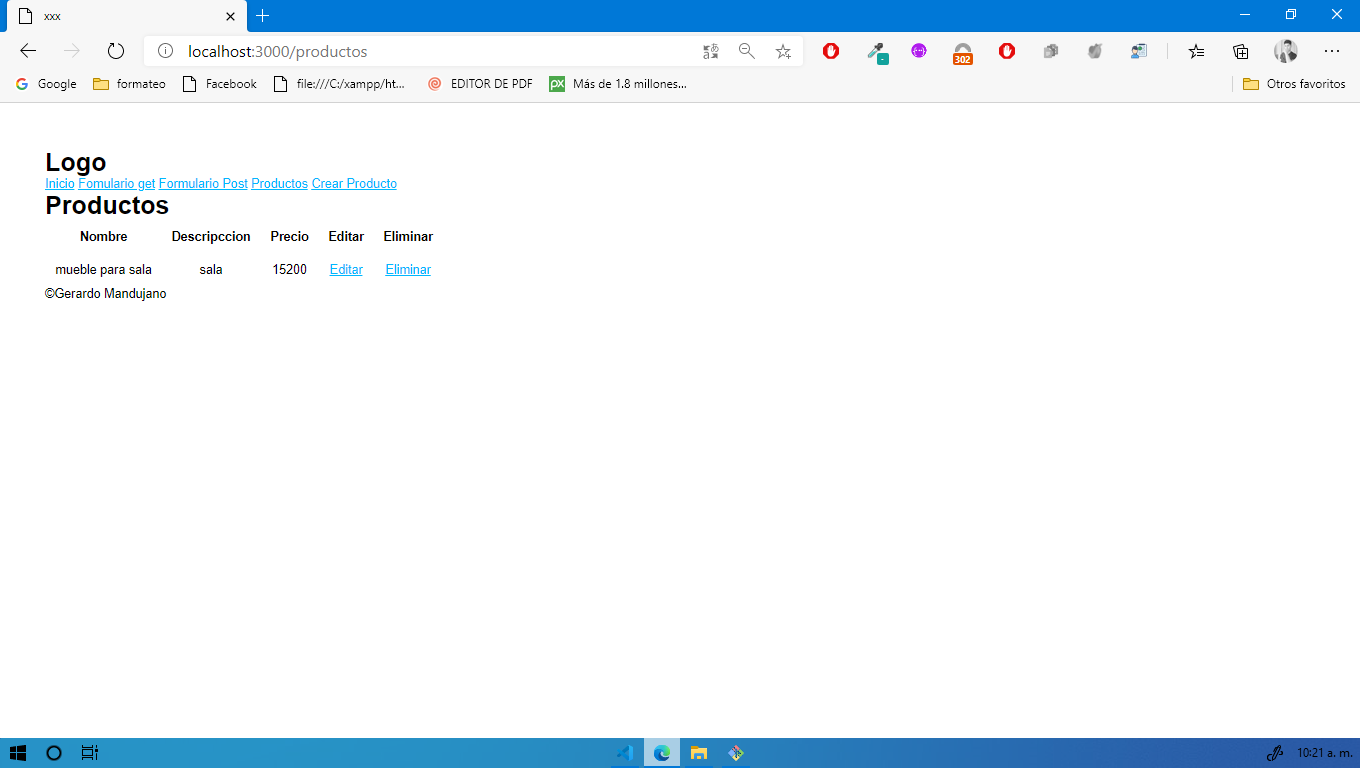 xxx
localhost:3000/productos
302
Google formateo Facebook file:///C:/xampp/ht... EDITOR DE PDF px Más de 1.8 millones... Otros favoritos
Logo
Inicio Fomulario get Formulario Post Productos Crear Producto
Productos
Nombre Descripccion Precio Editar Eliminar
mueble para sala sala 15200 Editar Eliminar
©Gerardo Mandujano
10:21 a. m.